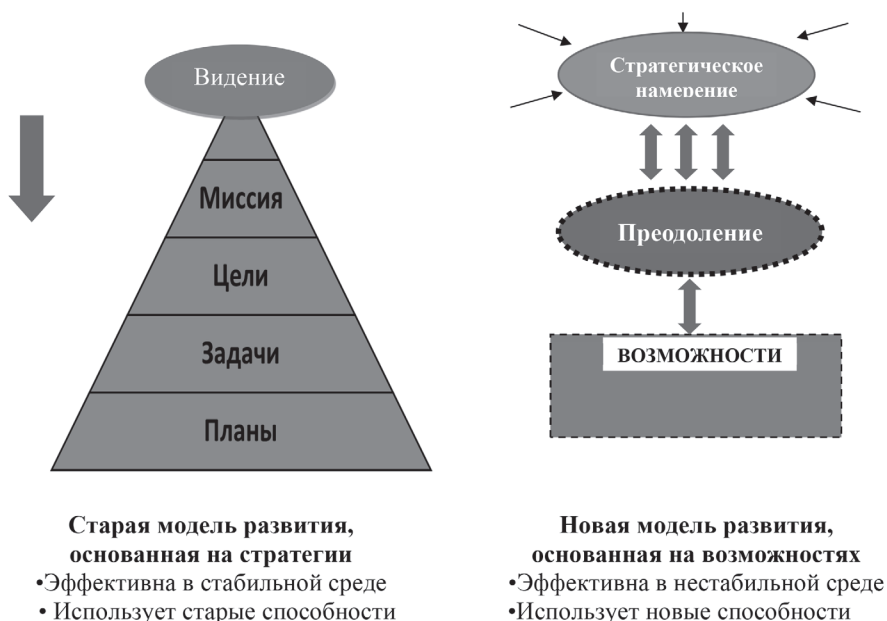 Видение
Миссия
Цели
Задачи
Планы
Старая модель развития,
основанная на стратегии
•Эффективна в стабильной среде
• Использует старые способности
Стратегическое
намерение
Преодоление
ВОЗМОЖНОСТИ
Новая модель развития,
основанная на возможностях
•Эффективна в нестабильной среде
•Использует новые способности